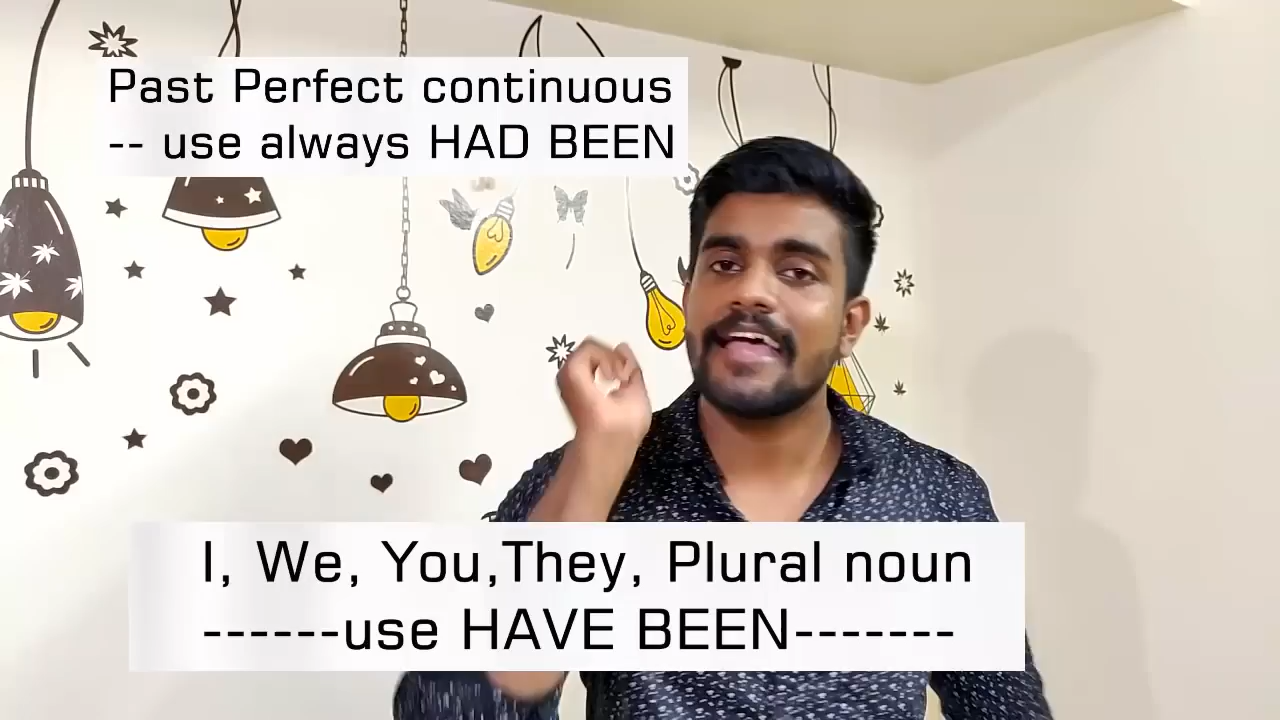 Past Perfect continuous
-- use always HAD BEEN
I, We, You,They, Plural noun
------use HAVE BEEN-------